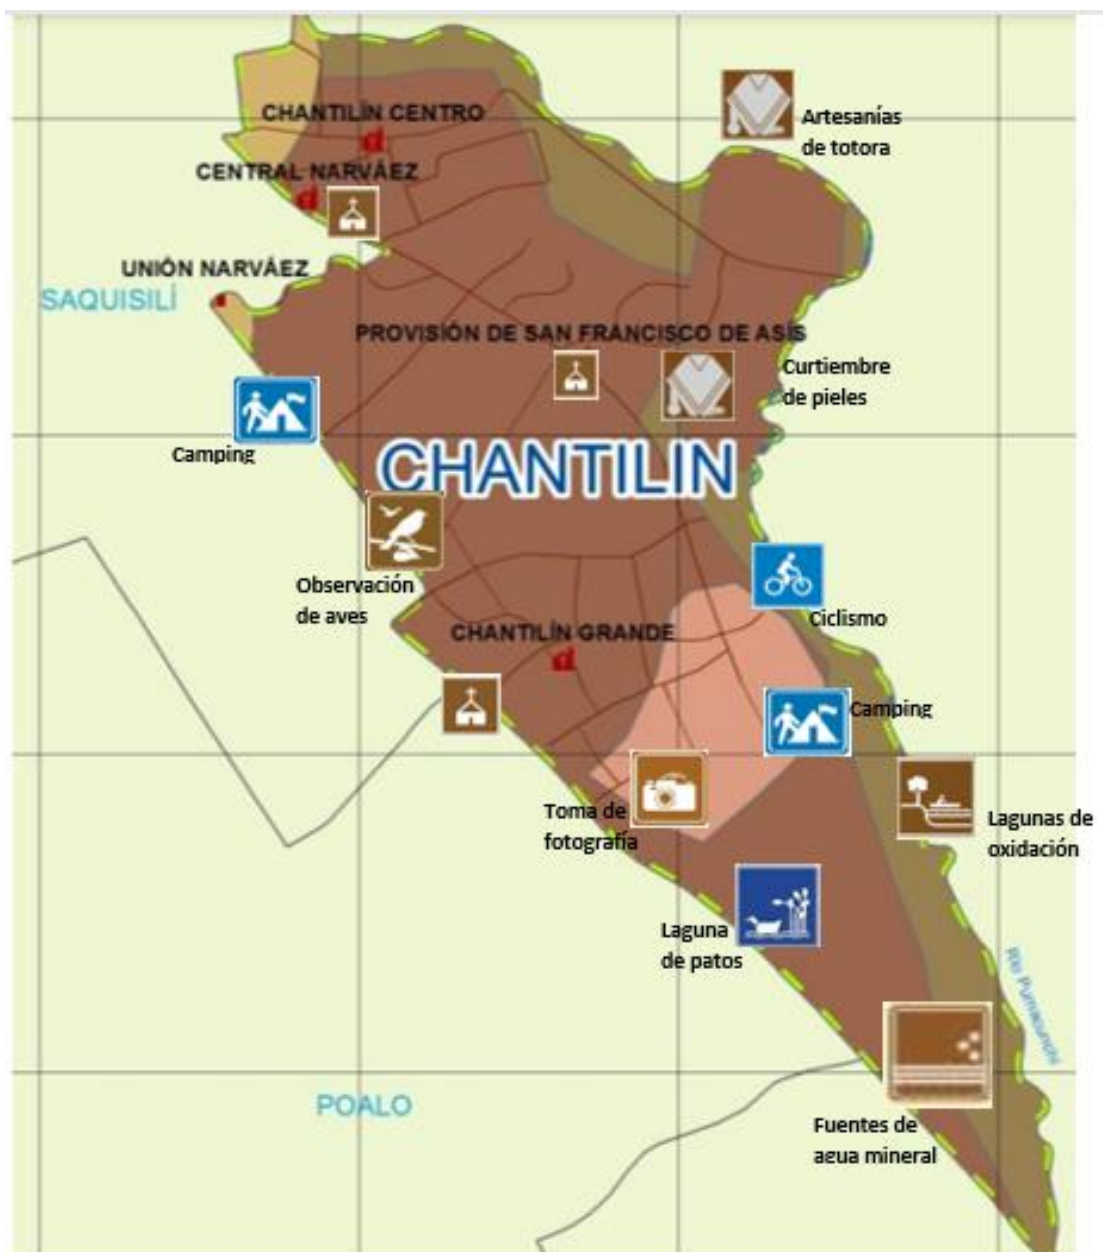 CHANTILÍN CENTRO
Artesanías
de totora
CENTRAL NARVÁEZ
UNIÓN NARVÁEZ
SAQUISILÍ
PROVISIÓN DE SAN FRANCISCO DE ASÍS
Curtiembre
de pieles
Camping
CHANTILIN
Observación
de aves
Ciclismo
CHANTILÍN GRANDE
Camping
Toma de
fotografía
Lagunas de
oxidación
Laguna
de patos
Río Pumacunchi
POALO
Fuentes de
agua mineral